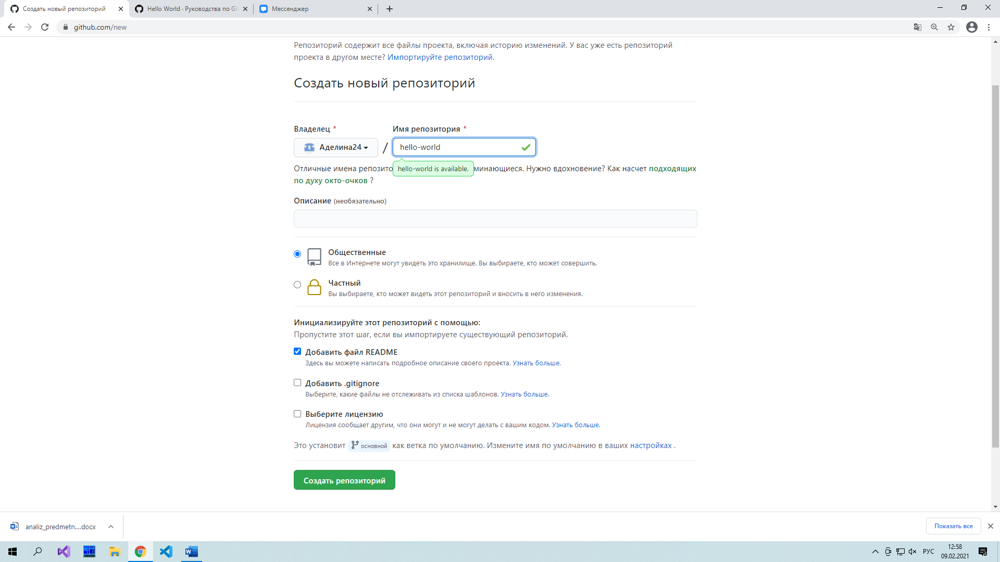 Создать новый репозиторий
Hello World · Руководства по Git
Мессенджер
github.com/new
Репозиторий содержит все файлы проекта, включая историю изменений. У вас уже есть репозиторий
проекта в другом месте? Импортируйте репозиторий.
Создать новый репозиторий
Владелец *
Имя репозитория *
Аделина24
/
hello-world
Отличные имена репозито
hello-world is available.
минающиеся. Нужно вдохновение? Как насчет подходящих
по духу окто-очков ?
Описание (необязательно)
Общественные
Все в Интернете могут увидеть это хранилище. Вы выбираете, кто может совершить.
Частный
Вы выбираете, кто может видеть этот репозиторий и вносить в него изменения.
Инициализируйте этот репозиторий с помощью:
Пропустите этот шаг, если вы импортируете существующий репозиторий.
Добавить файл README
Здесь вы можете написать подробное описание своего проекта. Узнать больше.
Добавить .gitignore
Выберите, какие файлы не отслеживать из списка шаблонов. Узнать больше.
Выберите лицензию
Лицензия сообщает другим, что они могут и не могут делать с вашим кодом. Узнать больше.
Это установит основной как ветка по умолчанию. Измените имя по умолчанию в ваших настройках .
Создать репозиторий
analiz_predmetn....docx
Показать все
РУС
12:58
09.02.2021